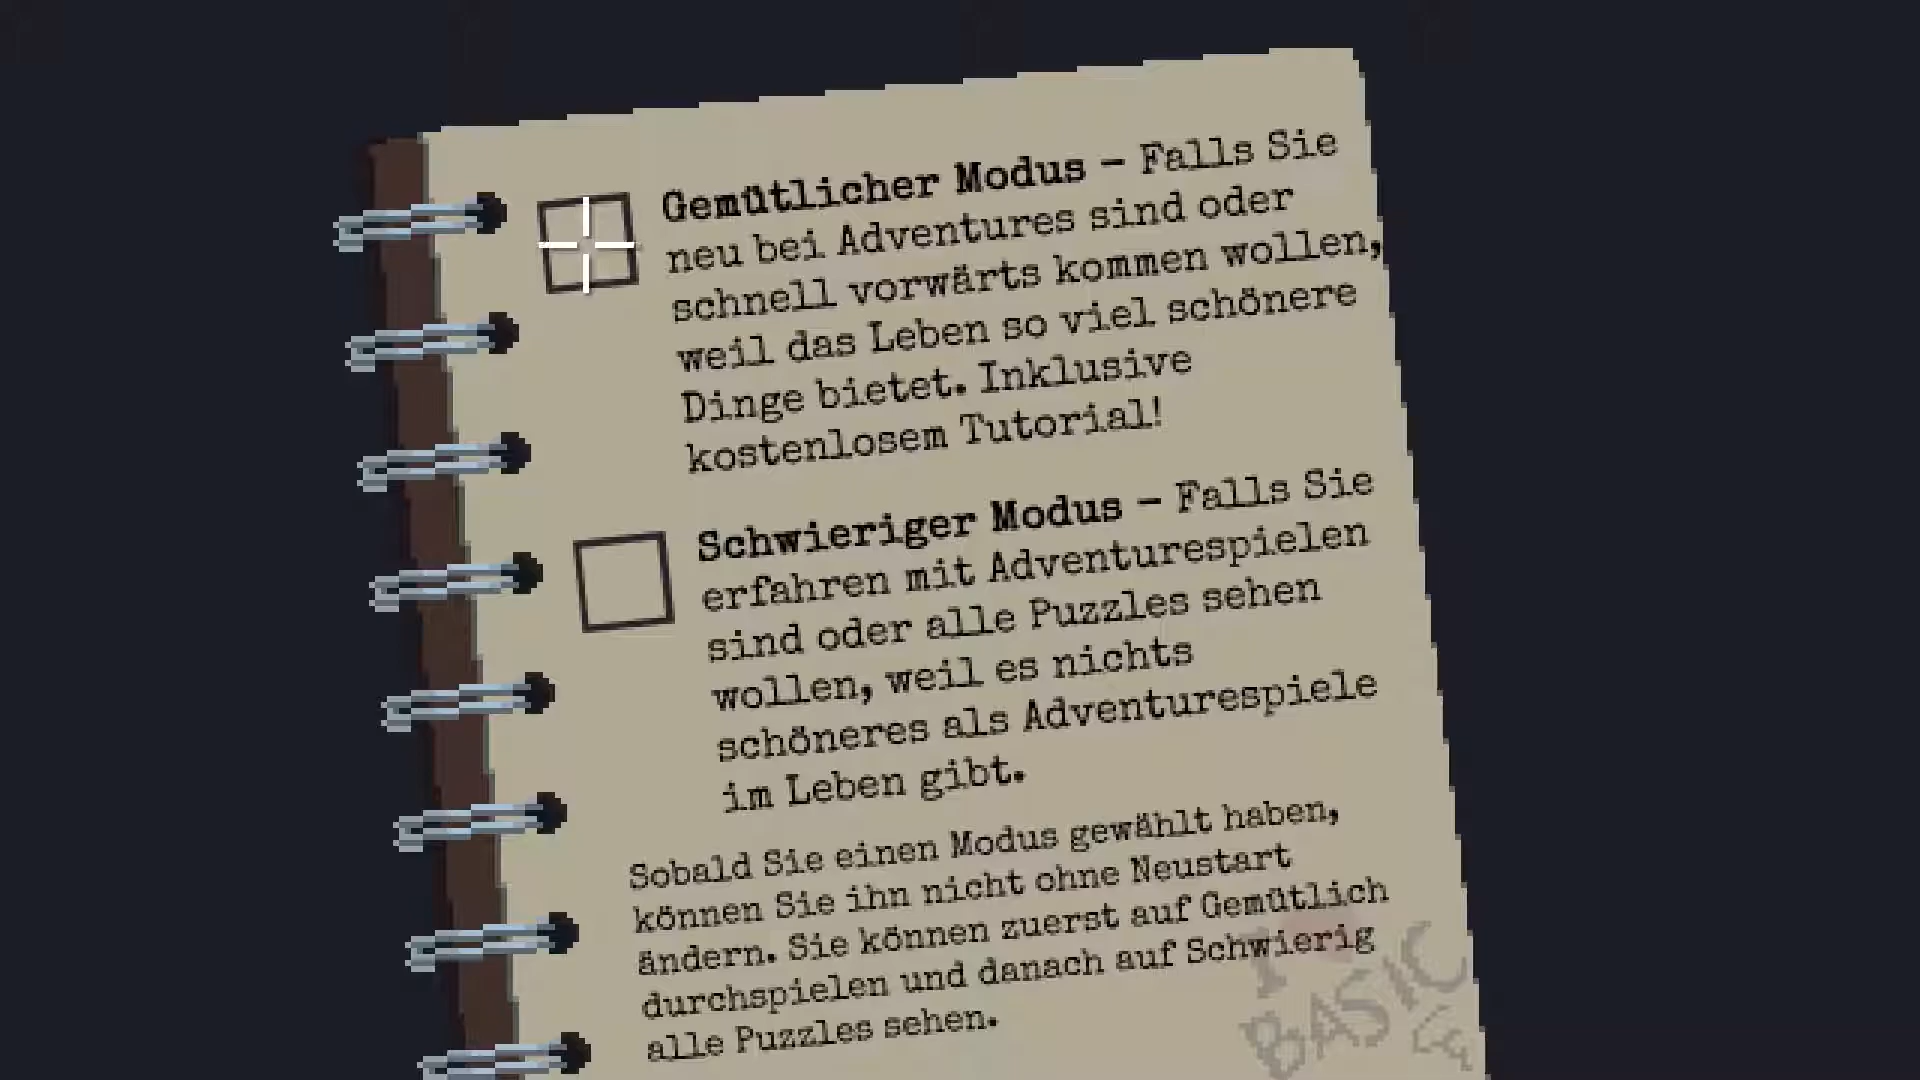 Gemütlicher Modus – Falls Sie
neu bei Adventures sind oder
schnell vorwärts kommen wollen,
weil das Leben so viel schönere
Dinge bietet. Inklusive
kostenlosem Tutorial!
Schwieriger Modus – Falls Sie
erfahren mit Adventurespielen
sind oder alle Puzzles sehen
wollen, weil es nichts
schöneres als Adventurespiele
im Leben gibt.
Sobald Sie einen Modus gewählt haben,
können Sie ihn nicht ohne Neustart
ändern. Sie können zuerst auf Gemütlich
durchspielen und danach auf Schwierig
alle Puzzles sehen.
I
BASIC